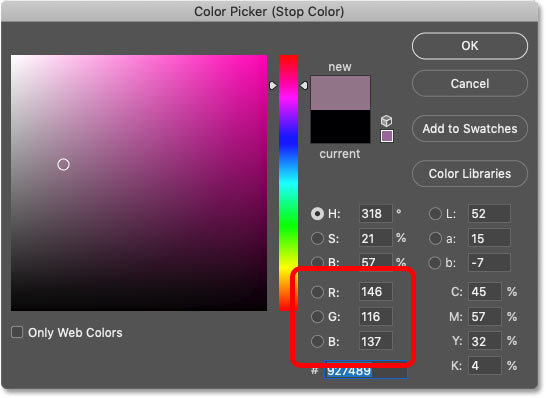 Color Picker (Stop Color)
new
current
OK
Cancel
Add to Swatches
Color Libraries
H: 318 °
S: 21 %
B: 57 %
R: 146
G: 116
B: 137
# 927489
L: 52
a: 15
b: -7
C: 45 %
M: 57 %
Y: 32 %
K: 4 %
Only Web Colors